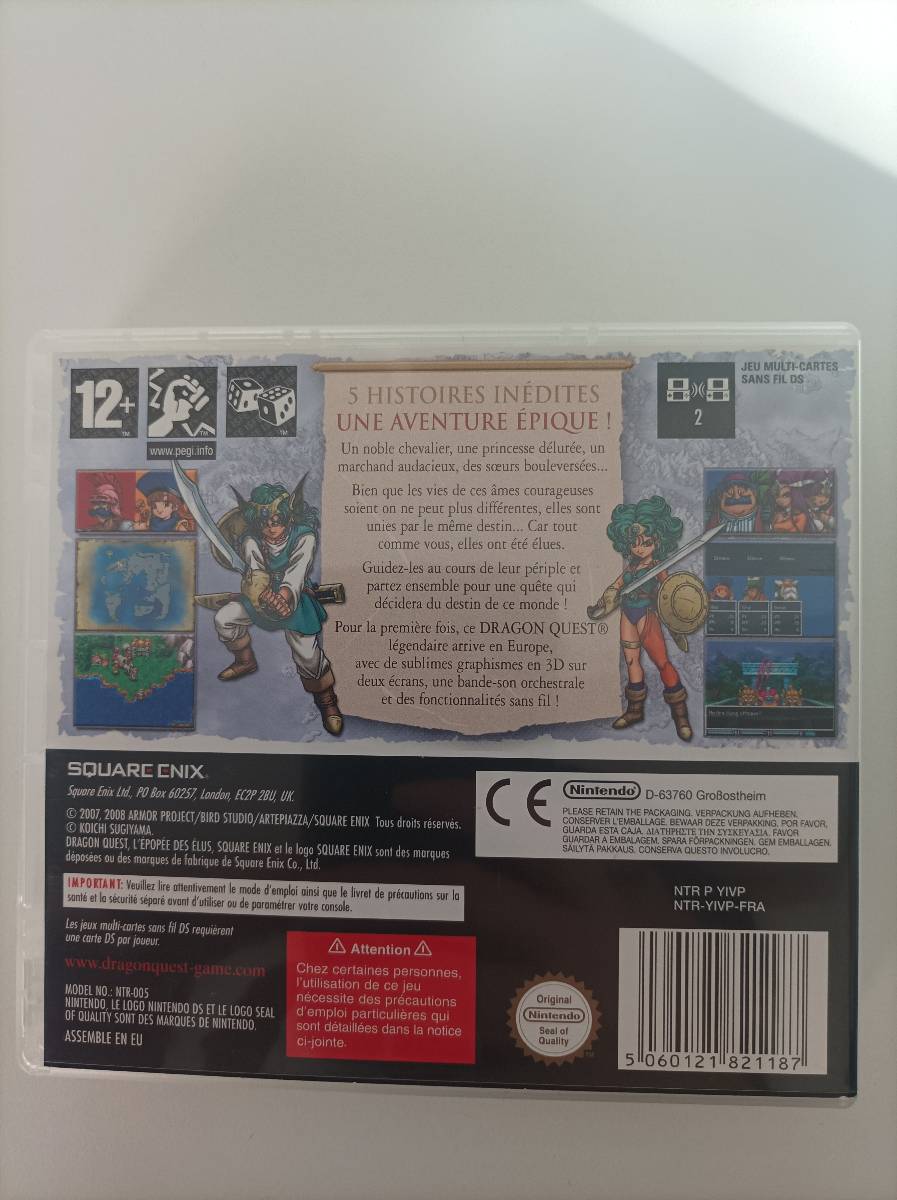 12+
www.pegi.info
5 HISTOIRES INÉDITES
UNE AVENTURE ÉPIQUE !
Un noble chevalier, une princesse délurée, un
marchand audacieux, des sœurs bouleversées...
Bien que les vies de ces âmes courageuses
soient on ne peut plus différentes, elles sont
unies par le même destin... Car tout
comme vous, elles ont été élues.
Guidez-les au cours de leur périple et
partez ensemble pour une quête qui
décidera du destin de ce monde !
Pour la première fois, ce DRAGON QUEST®
légendaire arrive en Europe,
avec de sublimes graphismes en 3D sur
deux écrans, une bande-son orchestrale
et des fonctionnalités sans fil !
2
JEU MULTI-CARTES
SANS FIL DS
SQUARE ENIX
Square Enix Ltd., PO Box 60257, London, EC2P 2BU, UK.
© 2007, 2008 ARMOR PROJECT/BIRD STUDIO/ARTEPIAZZA/SQUARE ENIX Tous droits réservés.
© KOICHI SUGIYAMA.
DRAGON QUEST, L'ÉPOPÉE DES ÉLUS, SQUARE ENIX et le logo SQUARE ENIX sont des marques
déposées ou des marques de fabrique de Square Enix Co., Ltd.
IMPORTANT: Veuillez lire attentivement le mode d'emploi ainsi que le livret de précautions sur la
santé et la sécurité séparé avant d'utiliser ou de paramétrer votre console.
Les jeux multi-cartes sans fil DS requièrent
une carte DS par joueur.
www.dragonquest-game.com
MODEL NO.: NTR-005
NINTENDO, LE LOGO NINTENDO DS ET LE LOGO SEAL
OF QUALITY SONT DES MARQUES DE NINTENDO.
ASSEMBLE EN EU
Attention
Chez certaines personnes,
l'utilisation de ce jeu
nécessite des précautions
d'emploi particulières qui
sont détaillées dans la notice
ci-jointe.
CE
Nintendo D-63760 Großostheim
PLEASE RETAIN THE PACKAGING. VERPACKUNG AUFHEBEN.
CONSERVER L'EMBALLAGE. BEWAAR DEZE VERPAKKING. POR FAVOR,
GUARDA ESTA CAJA. ΔΙΑΤΗΡΗΣΤΕ ΤΗΝ ΣΥΣΚΕΥΑΣΙΑ. FAVOR
GUARDAR A EMBALAGEM. SPARA FÖRPACKNINGEN. GEM EMBALLAGEN.
SÄILYTÄ PAKKAUS. CONSERVA QUESTO INVOLUCRO.
NTR P YIVP
NTR-YIVP-FRA
Original
Nintendo
Seal of
Quality
5 060121 821187